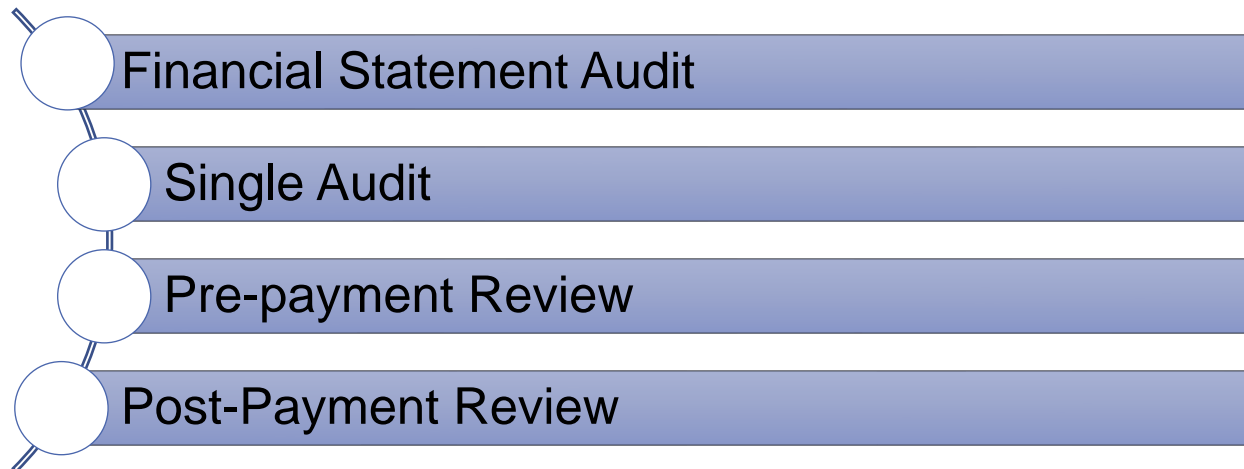 Financial Statement Audit
Single Audit
Pre-payment Review
Post-Payment Review